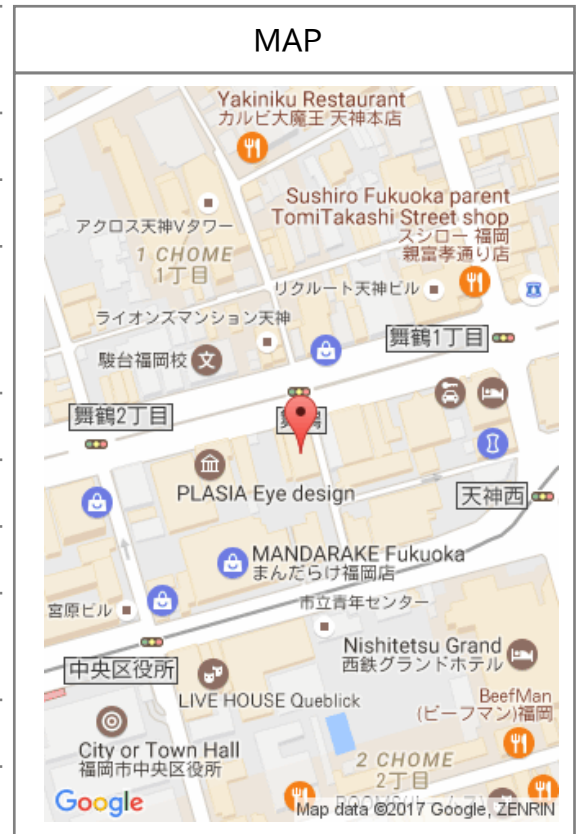 MAP
Yakiniku Restaurant
カルビ大魔王 天神本店
Sushiro Fukuoka parent
TomiTakashi Street shop
スシロー 福岡
親富孝通り店
アクロス天神Vタワー
1 CHOME
1丁目
リクルート天神ビル
ライオンズマンション天神
舞鶴1丁目
駿台福岡校
文
舞鶴2丁目
PLASIA Eye design
天神西
MANDARAKE Fukuoka
まんだらけ福岡店
宮原ビル
市立青年センター
Nishitetsu Grand
西鉄グランドホテル
中央区役所
LIVE HOUSE Queblick
BeefMan
(ビーフマン)福岡
City or Town Hall
福岡市中央区役所
2 CHOME
2丁目
Google
Map data ©2017 Google, ZENRIN